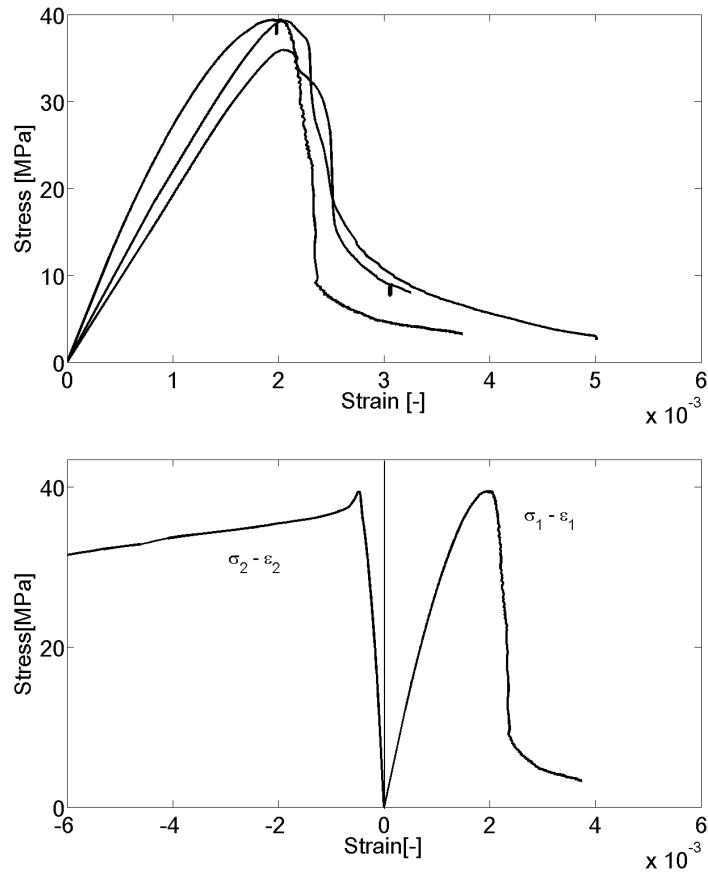 40
30
20
10
0
Stress [MPa]
0 1 2 3 4 5 6
Strain [-]
x 10⁻³
40
20
0
Stress[MPa]
σ₂ - ε₂
σ₁ - ε₁
-6 -4 -2 0 2 4 6
Strain[-]
x 10⁻³